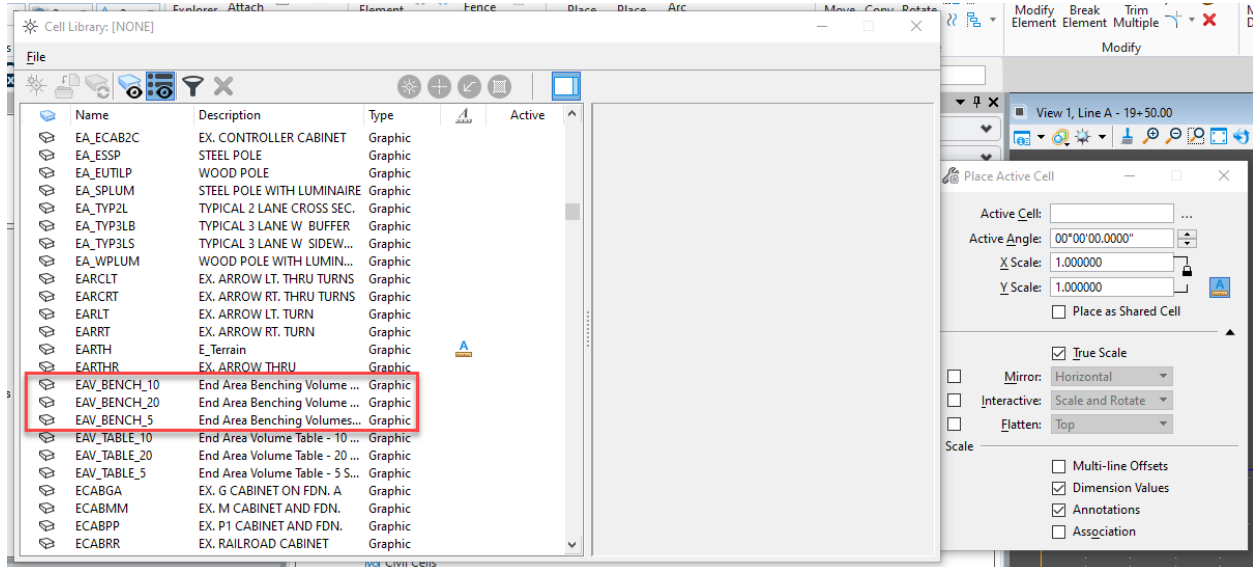 Explorer Attach Element Fence Place Place Arc Move Copy Rotate
Modify Break Trim
Element Element Multiple
Modify
Cell Library: [NONE]
File
Name Description Type Active
EA_ECAB2C EX. CONTROLLER CABINET Graphic
EA_ESSP STEEL POLE Graphic
EA_EUTILP WOOD POLE Graphic
EA_SPLUM STEEL POLE WITH LUMINAIRE Graphic
EA_TYP2L TYPICAL 2 LANE CROSS SEC. Graphic
EA_TYP3LB TYPICAL 3 LANE W BUFFER Graphic
EA_TYP3LS TYPICAL 3 LANE W SIDEW... Graphic
EA_WPLUM WOOD POLE WITH LUMIN... Graphic
EARCLT EX. ARROW LT. THRU TURNS Graphic
EARCRT EX. ARROW RT. THRU TURNS Graphic
EARLT EX. ARROW LT. TURN Graphic
EARRT EX. ARROW RT. TURN Graphic
EARTH E_Terrain Graphic
EARTHR EX. ARROW THRU Graphic
EAV_BENCH_10 End Area Benching Volume ... Graphic
EAV_BENCH_20 End Area Benching Volume ... Graphic
EAV_BENCH_5 End Area Benching Volumes... Graphic
EAV_TABLE_10 End Area Volume Table - 10 ... Graphic
EAV_TABLE_20 End Area Volume Table - 20 ... Graphic
EAV_TABLE_5 End Area Volume Table - 5 S... Graphic
ECABGA EX. G CABINET ON FDN. A Graphic
ECABMM EX. M CABINET AND FDN. Graphic
ECABPP EX. P1 CABINET AND FDN. Graphic
ECABRR EX. RAILROAD CABINET Graphic
Civil Cells
View 1, Line A - 19+50.00
Place Active Cell
Active Cell: ...
Active Angle: 00°00'00.0000"
X Scale: 1.000000
Y Scale: 1.000000
Place as Shared Cell
True Scale
Mirror: Horizontal
Interactive: Scale and Rotate
Flatten: Top
Scale
Multi-line Offsets
Dimension Values
Annotations
Association